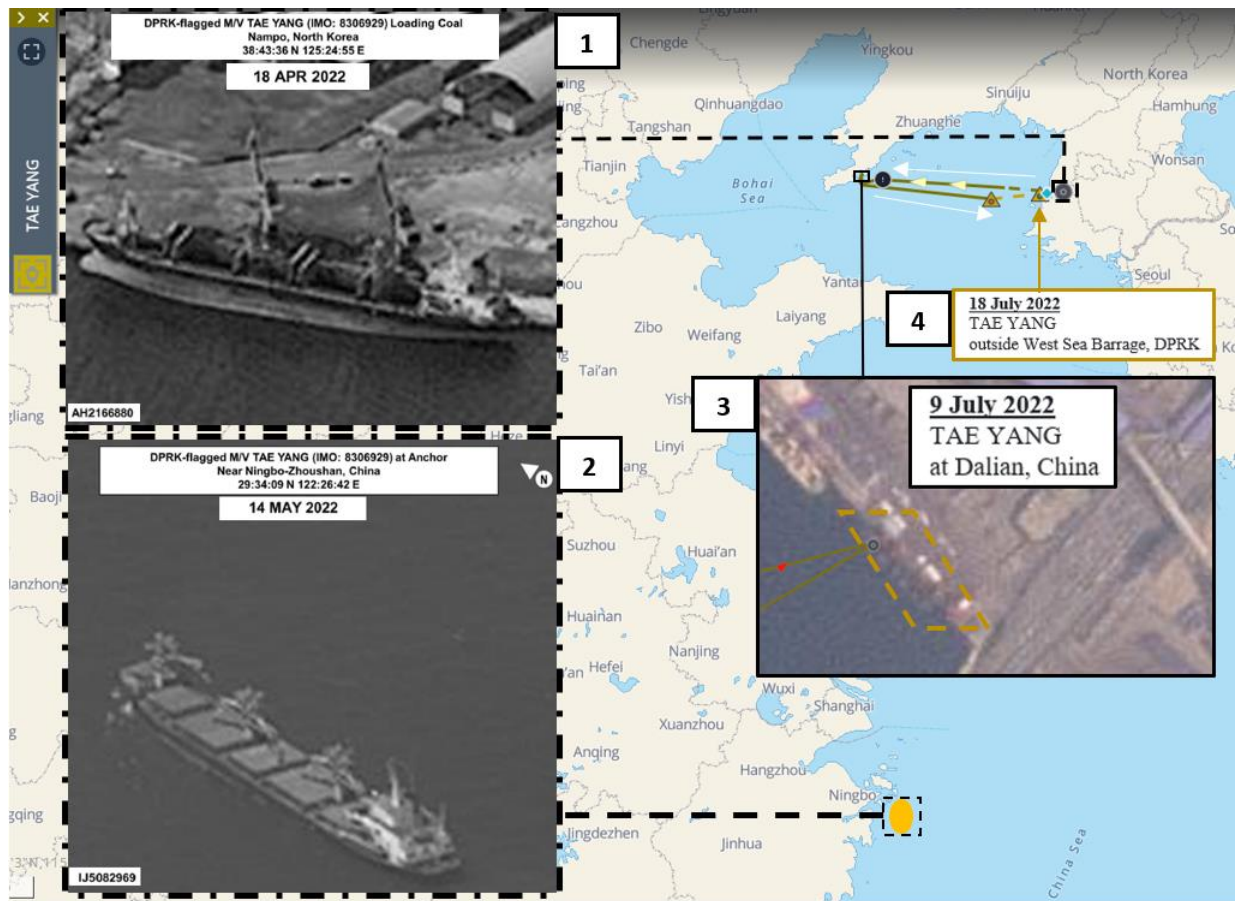 > ×
TAE YANG
DPRK-flagged M/V TAE YANG (IMO: 8306929) Loading Coal
Nampo, North Korea
38:43:36 N 125:24:55 E
18 APR 2022
AH2166880
1
DPRK-flagged M/V TAE YANG (IMO: 8306929) at Anchor
Near Ningbo-Zhoushan, China
29:34:09 N 122:26:42 E
14 MAY 2022
N
IJ5082969
2
3
9 July 2022
TAE YANG
at Dalian, China
4
18 July 2022
TAE YANG
outside West Sea Barrage, DPRK
Chengde
Yingkou
North Korea
Qinhuangdao
Sinuiju
Hamhung
Tangshan
Zhuanghe
Tianjin
Wonsan
Bohai
Sea
Cangzhou
Seoul
Yantai
Zibo
Weifang
Laiyang
Tai'an
Linyi
Baoji
Suzhou
Huai'an
Huainan
Nanjing
Hefei
Wuxi
Shanghai
Xuanzhou
Anqing
Hangzhou
Ningbo
Jingdezhen
Jinhua
China Sea